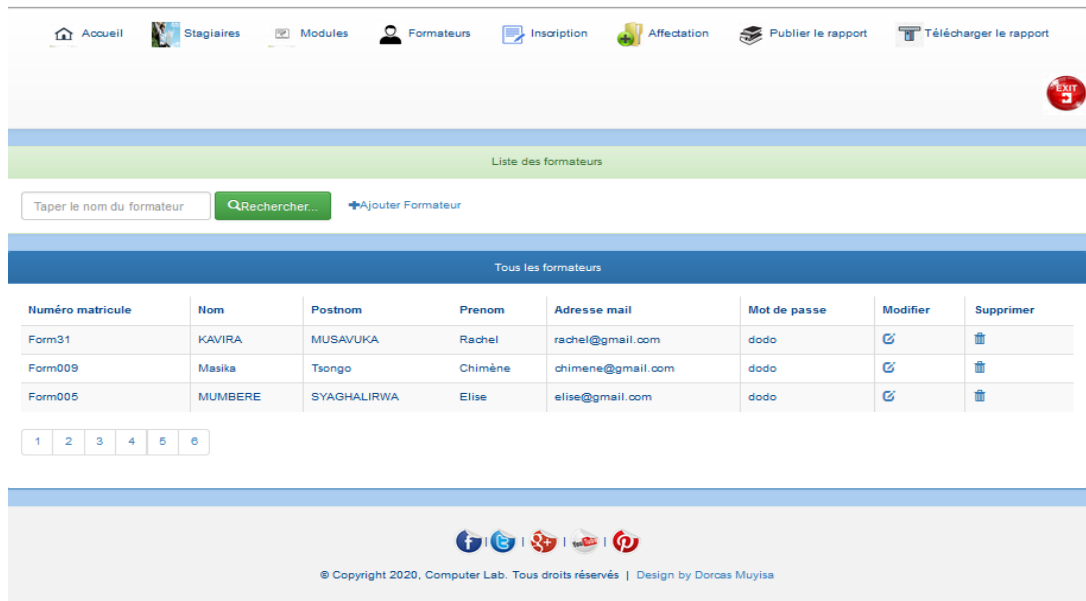 Accueil Stagiaires Modules Formateurs Inscription Affectation Publier le rapport Télécharger le rapport
EXIT
Liste des formateurs
Taper le nom du formateur Rechercher... Ajouter Formateur
Tous les formateurs
Numéro matricule Nom Postnom Prenom Adresse mail Mot de passe Modifier Supprimer
Form31 KAVIRA MUSAVUKA Rachel rachel@gmail.com dodo
Form009 Masika Tsongo Chimène chimene@gmail.com dodo
Form005 MUMBERE SYAGHALIRWA Elise elise@gmail.com dodo
1 2 3 4 5 6
f | | g+ | YouTube |
© Copyright 2020, Computer Lab. Tous droits réservés | Design by Dorcas Muyisa